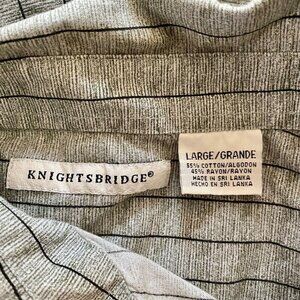 KNIGHTSBRIDGE®
LARGE/GRANDE
55% COTTON/ALGODON
45% RAYON/RAYON
MADE IN SRI LANKA
HECHO EN SRI LANKA